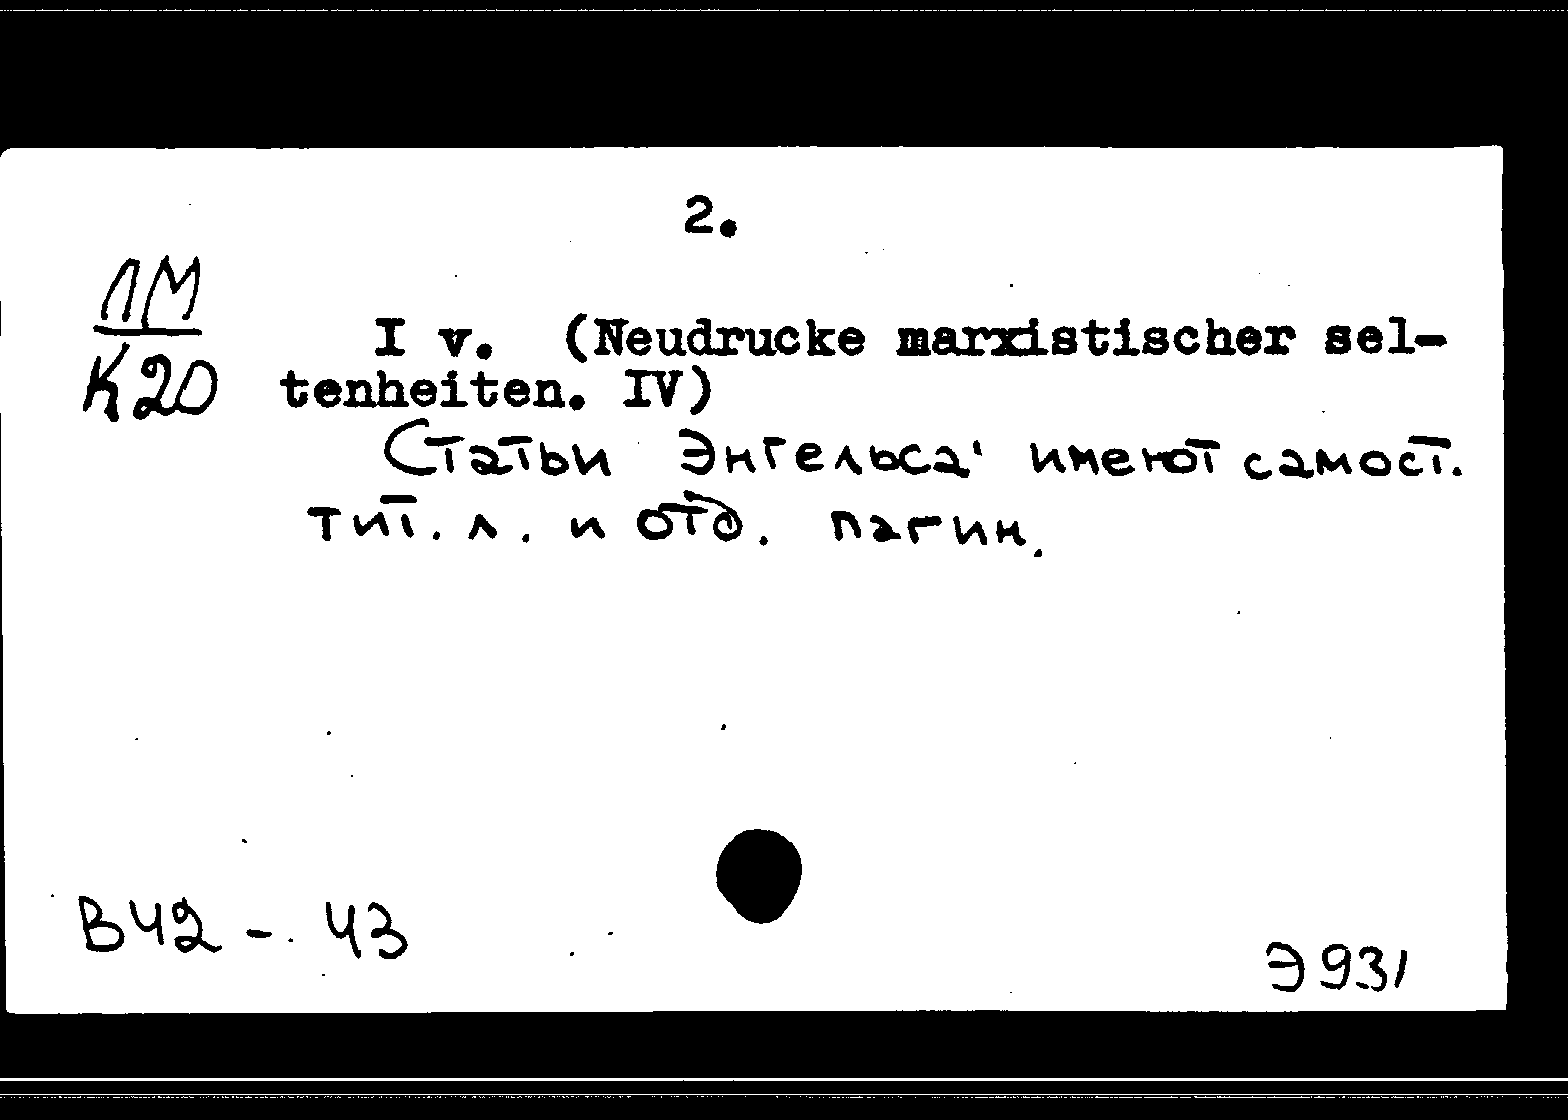 2.
ЛМ
К20
I v. (Neudrucke marxistischer sel-
tenheiten. IV)
Статьи Энгельса имеют самост.
тит. л. и отд. пагин.
В42 - 43
Э931